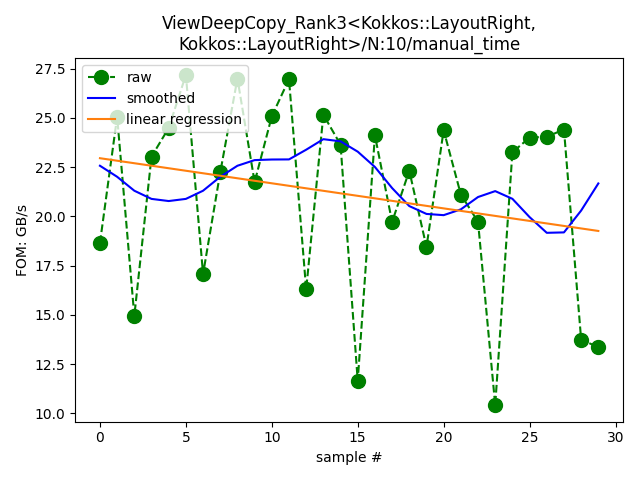 ViewDeepCopy_Rank3<Kokkos::LayoutRight,
Kokkos::LayoutRight>/N:10/manual_time
raw
smoothed
linear regression
FOM: GB/s
27.5
25.0
22.5
20.0
17.5
15.0
12.5
10.0
0 5 10 15 20 25 30
sample #